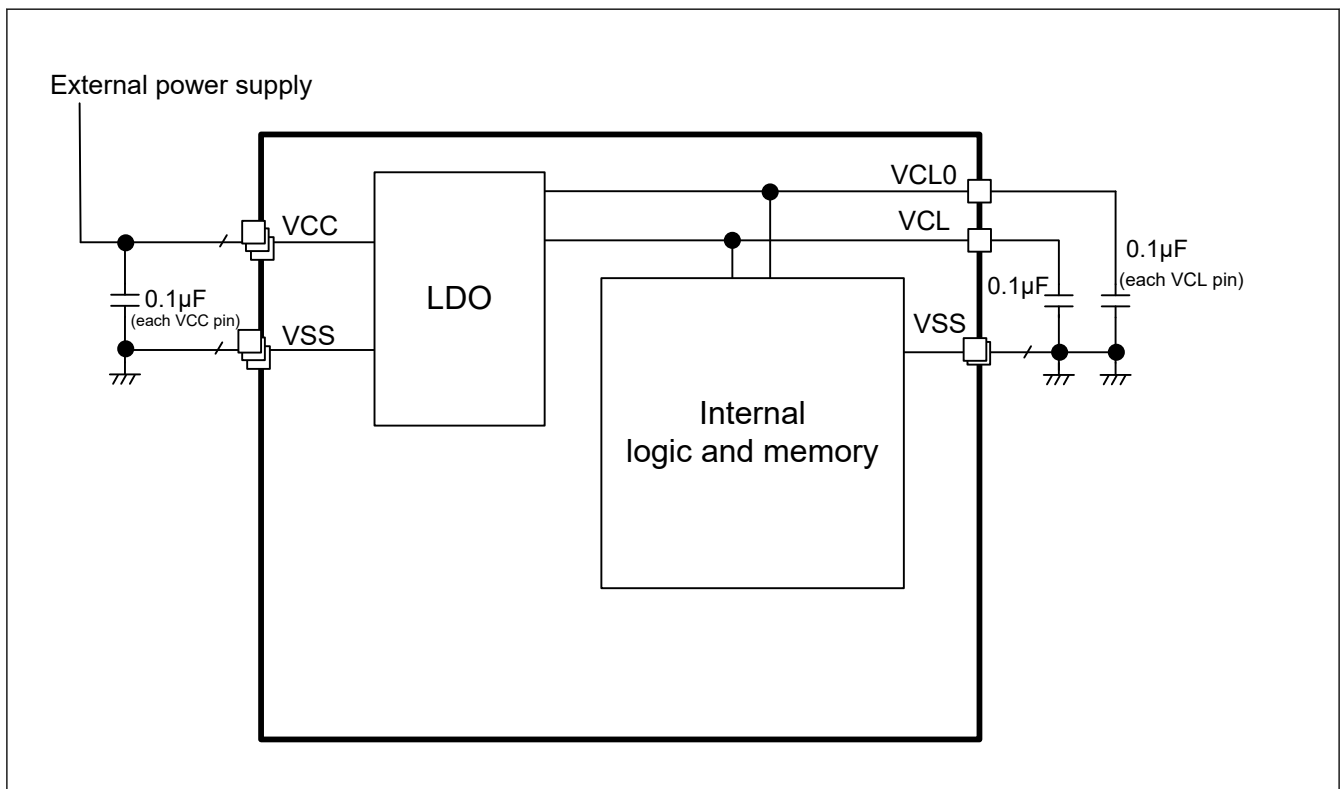 External power supply
VCL0
VCC
VCL
0.1µF
(each VCL pin)
LDO
0.1µF
0.1µF
(each VCC pin)
VSS
VSS
Internal
logic and memory